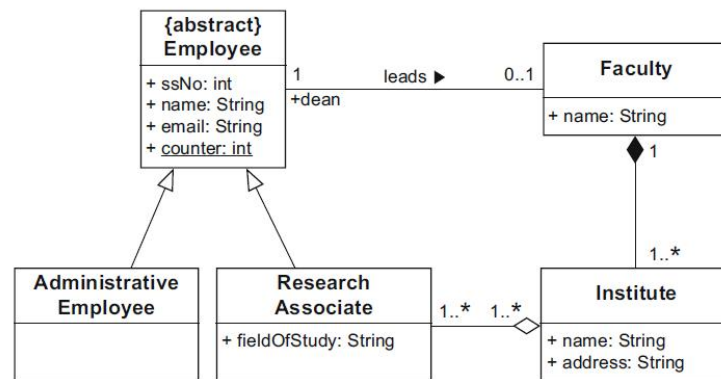 {abstract}
Employee
+ ssNo: int
+ name: String
+ email: String
+ counter: int
1
+dean
leads ▶
0..1
Faculty
+ name: String
1
1..*
Administrative
Employee
Research
Associate
+ fieldOfStudy: String
1..*
1..*
Institute
+ name: String
+ address: String